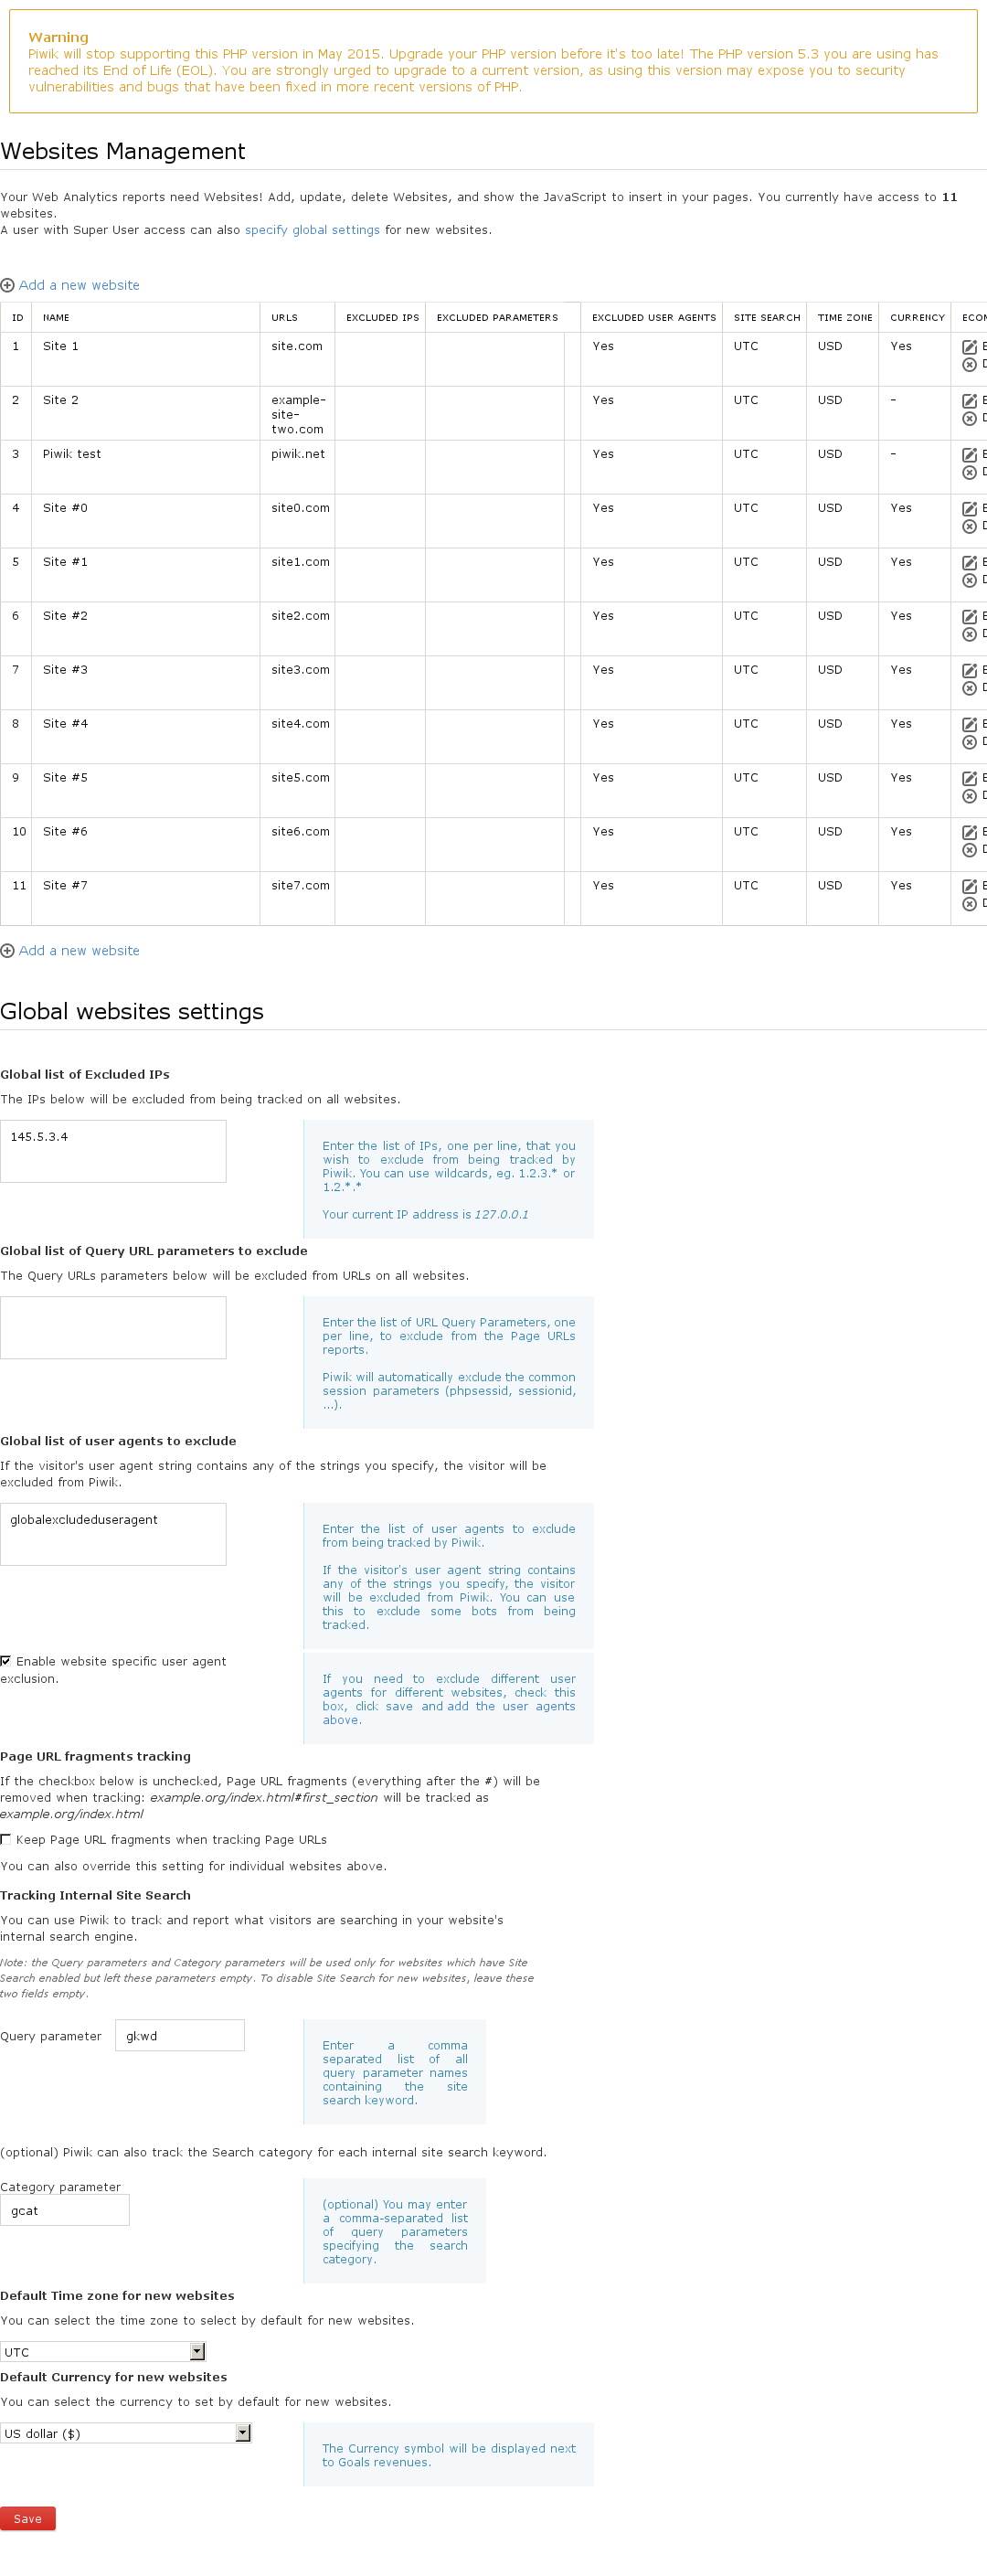 Warning
Piwik will stop supporting this PHP version in May 2015. Upgrade your PHP version before it's too late! The PHP version 5.3 you are using has
reached its End of Life (EOL). You are strongly urged to upgrade to a current version, as using this version may expose you to security
vulnerabilities and bugs that have been fixed in more recent versions of PHP.
Websites Management
Your Web Analytics reports need Websites! Add, update, delete Websites, and show the JavaScript to insert in your pages. You currently have access to 11
websites.
A user with Super User access can also specify global settings for new websites.
Add a new website
ID NAME URLS EXCLUDED IPS EXCLUDED PARAMETERS EXCLUDED USER AGENTS SITE SEARCH TIME ZONE CURRENCY
1 Site 1 site.com Yes UTC USD Yes
2 Site 2 example-
site-
two.com Yes UTC USD -
3 Piwik test piwik.net Yes UTC USD -
4 Site #0 site0.com Yes UTC USD Yes
5 Site #1 site1.com Yes UTC USD Yes
6 Site #2 site2.com Yes UTC USD Yes
7 Site #3 site3.com Yes UTC USD Yes
8 Site #4 site4.com Yes UTC USD Yes
9 Site #5 site5.com Yes UTC USD Yes
10 Site #6 site6.com Yes UTC USD Yes
11 Site #7 site7.com Yes UTC USD Yes
Add a new website
Global websites settings
Global list of Excluded IPs
The IPs below will be excluded from being tracked on all websites.
145.5.3.4
Enter the list of IPs, one per line, that you
wish to exclude from being tracked by
Piwik. You can use wildcards, eg. 1.2.3.* or
1.2.*.*
Your current IP address is 127.0.0.1
Global list of Query URL parameters to exclude
The Query URLs parameters below will be excluded from URLs on all websites.
Enter the list of URL Query Parameters, one
per line, to exclude from the Page URLs
reports.
Piwik will automatically exclude the common
session parameters (phpsessid, sessionid,
...).
Global list of user agents to exclude
If the visitor's user agent string contains any of the strings you specify, the visitor will be
excluded from Piwik.
globalexcludeduseragent
Enter the list of user agents to exclude
from being tracked by Piwik.
If the visitor's user agent string contains
any of the strings you specify, the visitor
will be excluded from Piwik. You can use
this to exclude some bots from being
tracked.
Enable website specific user agent
exclusion.
If you need to exclude different user
agents for different websites, check this
box, click save and add the user agents
above.
Page URL fragments tracking
If the checkbox below is unchecked, Page URL fragments (everything after the #) will be
removed when tracking: example.org/index.html#first_section will be tracked as
example.org/index.html
Keep Page URL fragments when tracking Page URLs
You can also override this setting for individual websites above.
Tracking Internal Site Search
You can use Piwik to track and report what visitors are searching in your website's
internal search engine.
Note: the Query parameters and Category parameters will be used only for websites which have Site
Search enabled but left these parameters empty. To disable Site Search for new websites, leave these
two fields empty.
Query parameter gkwd
Enter a comma
separated list of all
query parameter names
containing the site
search keyword.
(optional) Piwik can also track the Search category for each internal site search keyword.
Category parameter
gcat
(optional) You may enter
a comma-separated list
of query parameters
specifying the search
category.
Default Time zone for new websites
You can select the time zone to select by default for new websites.
UTC
Default Currency for new websites
You can select the currency to set by default for new websites.
US dollar ($)
The Currency symbol will be displayed next
to Goals revenues.
Save